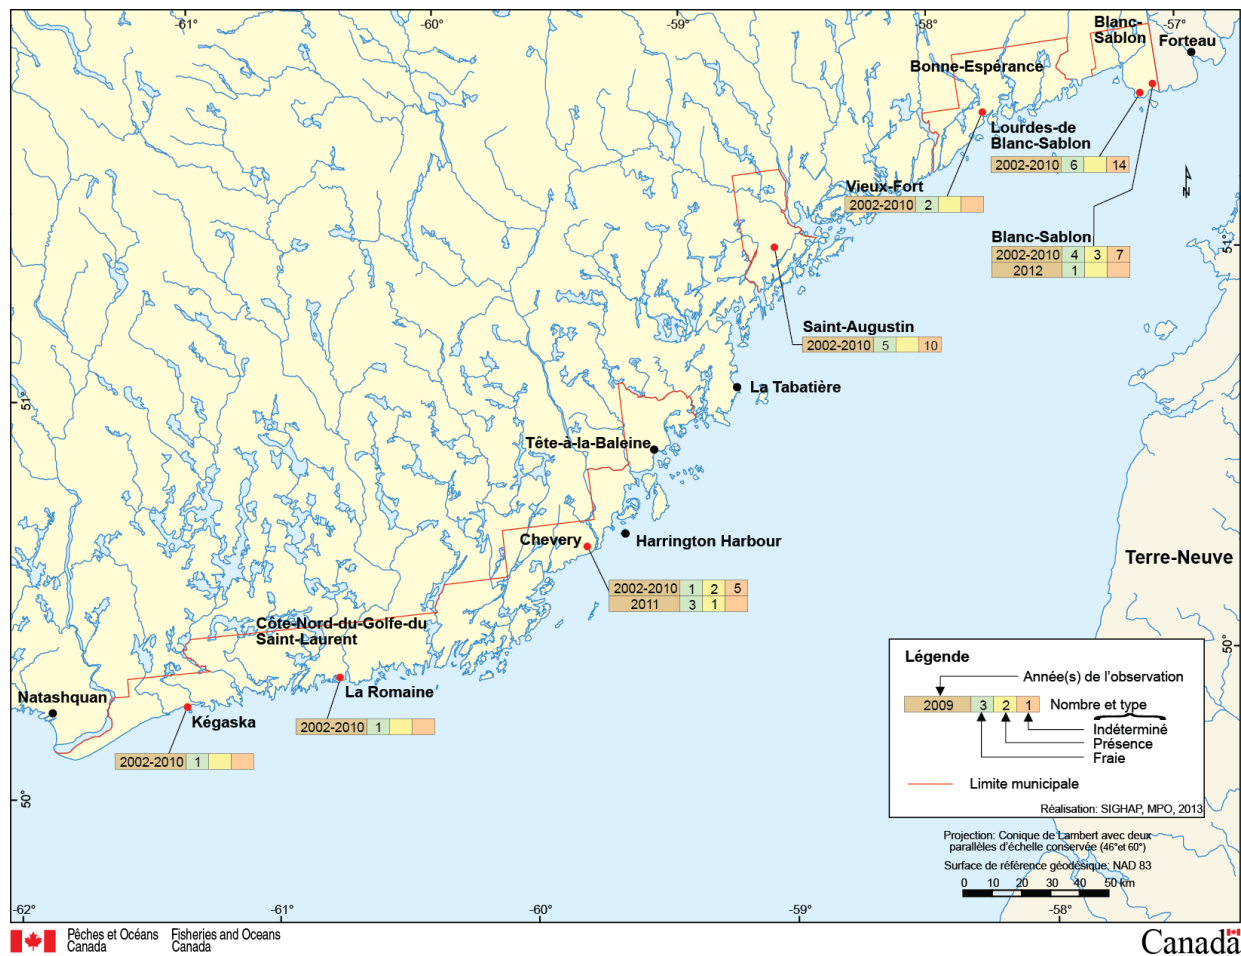 -61°
-60°
-59°
-58°
-57°
Blanc-
Sablon
Forteau
Bonne-Espérance
Lourdes-de
Blanc-Sablon
2002-2010 6 14
Vieux-Fort
2002-2010 2
N
Blanc-Sablon
2002-2010 4 3 7
2012 1
51°
Saint-Augustin
2002-2010 5 10
La Tabatière
51°
Tête-à-la-Baleine
Chevery
Harrington Harbour
Terre-Neuve
2002-2010 1 2 5
2011 3 1
Côte-Nord-du-Golfe-du
Saint-Laurent
50°
Natashquan
La Romaine
Kégaska
2002-2010 1
2002-2010 1
50°
Légende
Année(s) de l'observation
2009 3 2 1 Nombre et type
Indéterminé
Présence
Fraie
Limite municipale
Réalisation: SIGHAP, MPO, 2013
Projection: Conique de Lambert avec deux
parallèles d'échelle conservée (46°et 60°)
Surface de référence géodésique: NAD 83
0 10 20 30 40 50 km
-62°
-61°
-60°
-59°
-58°
Pêches et Océans
Canada
Fisheries and Oceans
Canada
Canada